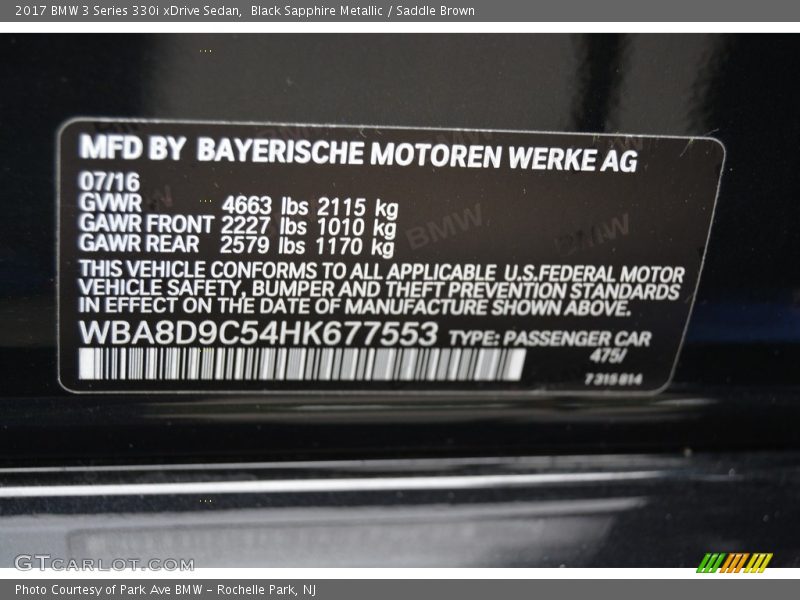 2017 BMW 3 Series 330i xDrive Sedan,  Black Sapphire Metallic / Saddle Brown
MFD BY BAYERISCHE MOTOREN WERKE AG
07/16
GVWR 4663 lbs 2115 kg
GAWR FRONT 2227 lbs 1010 kg
GAWR REAR 2579 lbs 1170 kg
THIS VEHICLE CONFORMS TO ALL APPLICABLE U.S.FEDERAL MOTOR
VEHICLE SAFETY, BUMPER AND THEFT PREVENTION STANDARDS
IN EFFECT ON THE DATE OF MANUFACTURE SHOWN ABOVE.
WBA8D9C54HK677553 TYPE: PASSENGER CAR
475/
7 315 814
GTCARLOT.COM
Photo Courtesy of Park Ave BMW - Rochelle Park, NJ